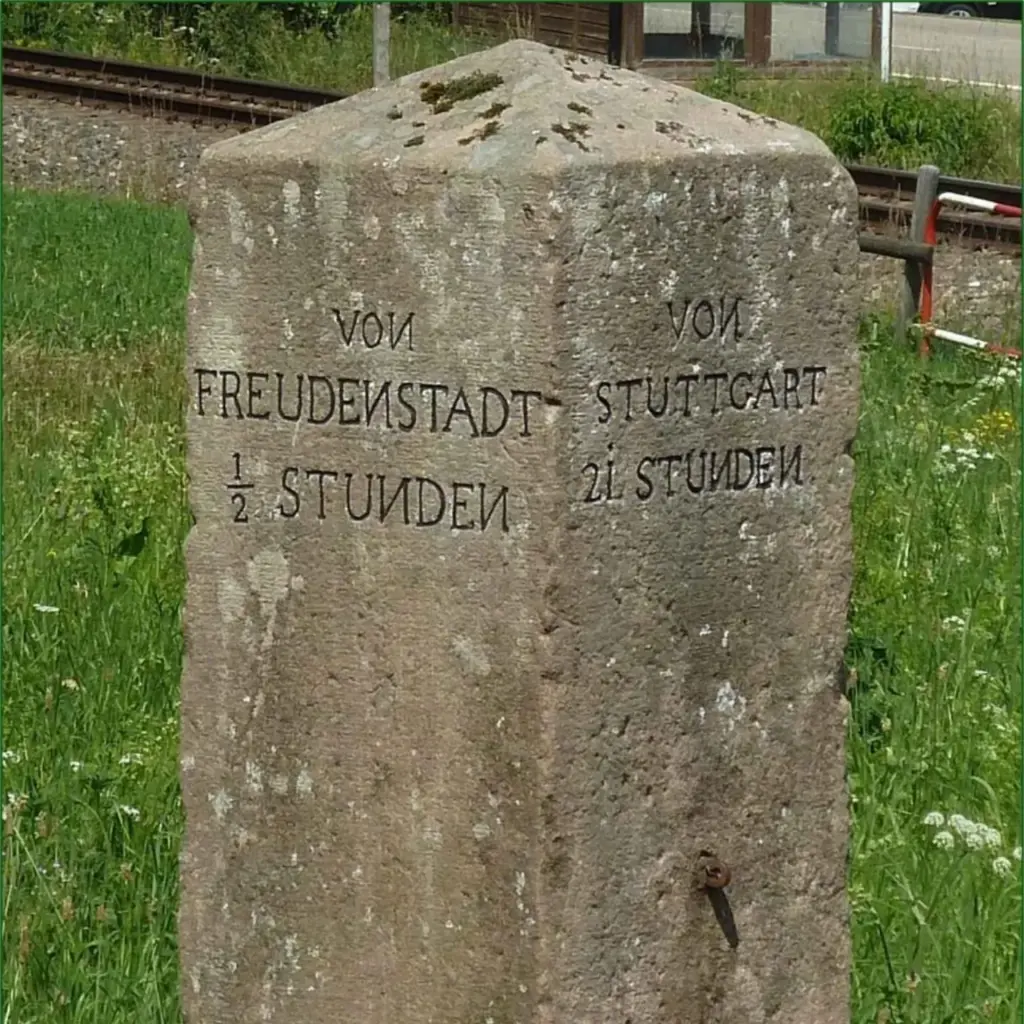 VON
FREUDENSTADT
1/2 STUNDEN
VON
STUTTGART
21 STUNDEN.